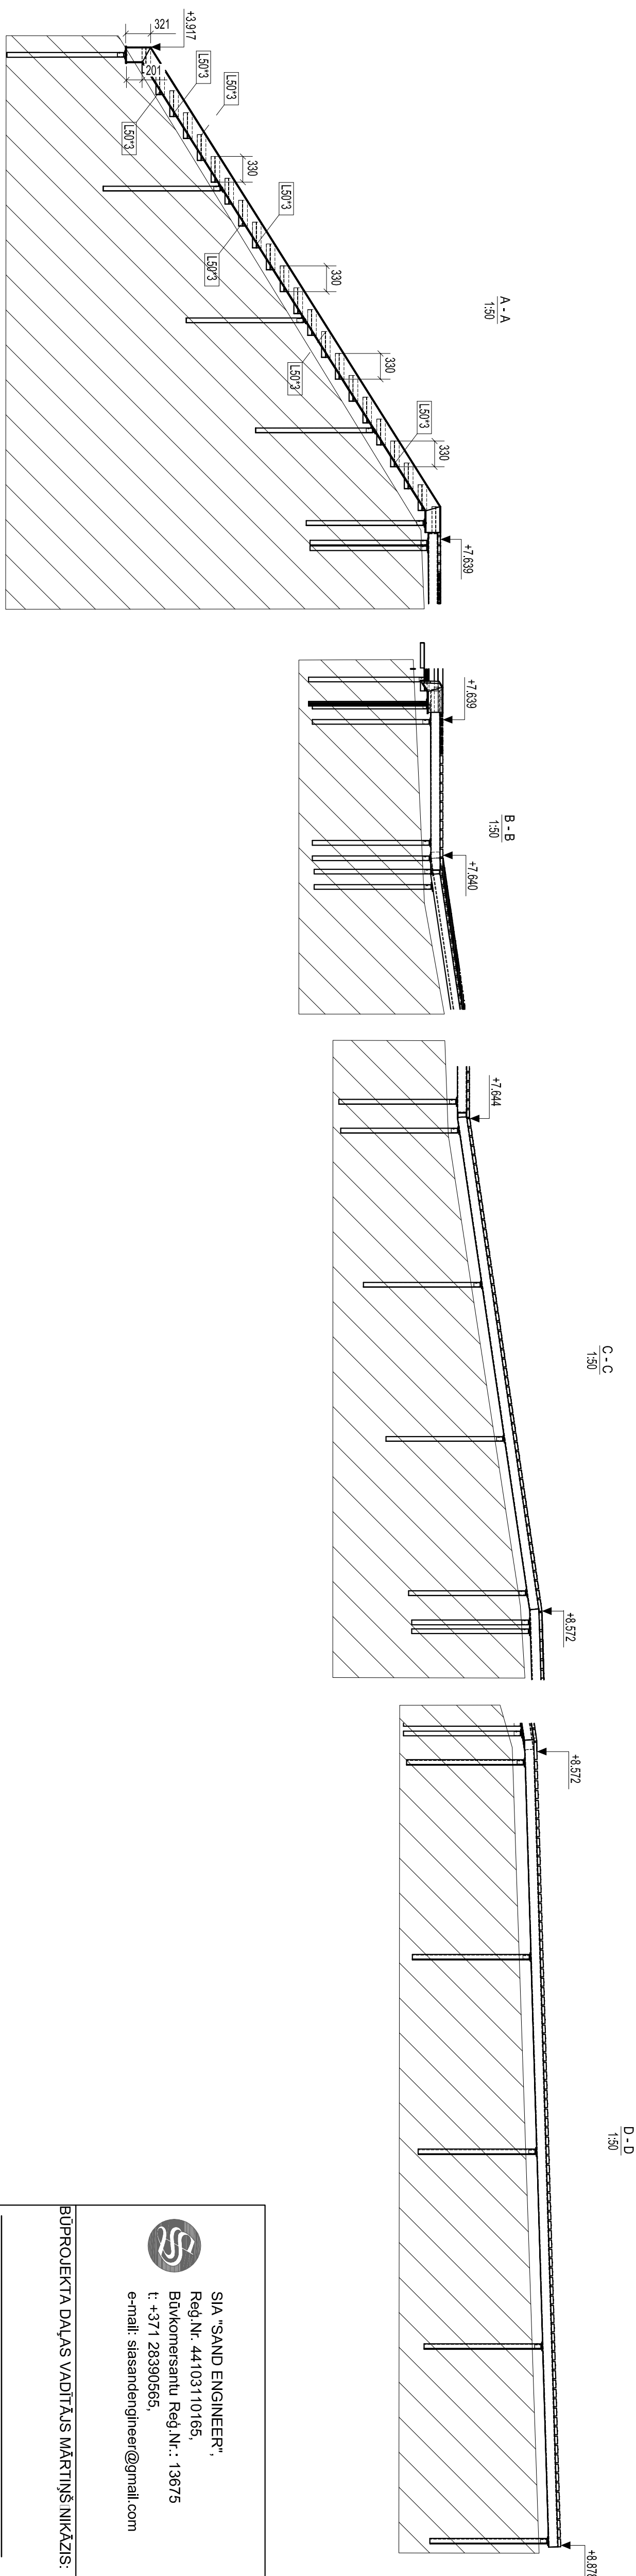 A - A
1:50
+3.917
321
201
L50*3
L50*3
L50*3
330
L50*3
L50*3
330
L50*3
330
L50*3
330
+7.639
B - B
1:50
+7.639
+7.640
C - C
1:50
+7.644
+8.572
D - D
1:50
+8.572
SIA "SAND ENGINEER",
Reģ.Nr. 44103110165,
Būvkomersantu Reģ.Nr.: 13675
t: +371 28390565,
e-mail: siasandengineer@gmail.com
BŪPROJEKTA DAĻAS VADĪTĀJS MĀRTIŅŠ NIKĀZIS: